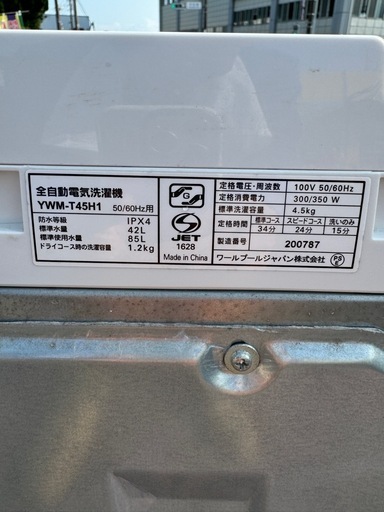 全自動電気洗濯機
YWM-T45H1 50/60Hz用
防水等級 IPX4
標準水量 42L
標準使用水量 85L
ドライコース時の洗濯容量 1.2kg
G
JET
1628
Made in China
定格電圧・周波数 100V 50/60Hz
定格消費電力 300/350 W
標準洗濯容量 4.5kg
定格時間 標準コース スピードコース 洗いのみ
34分 24分 15分
製造番号 200787
ワールプールジャパン株式会社
PS
E